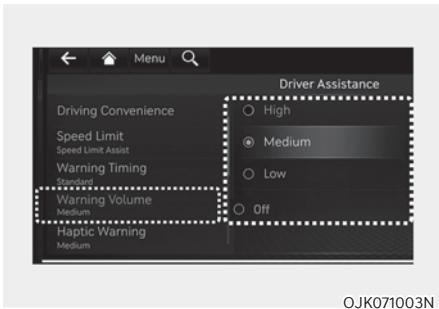 Menu
Driver Assistance
Driving Convenience
Speed Limit
Speed Limit Assist
Warning Timing
Standard
Warning Volume
Medium
Haptic Warning
Medium
High
Medium
Low
Off
OJK071003N